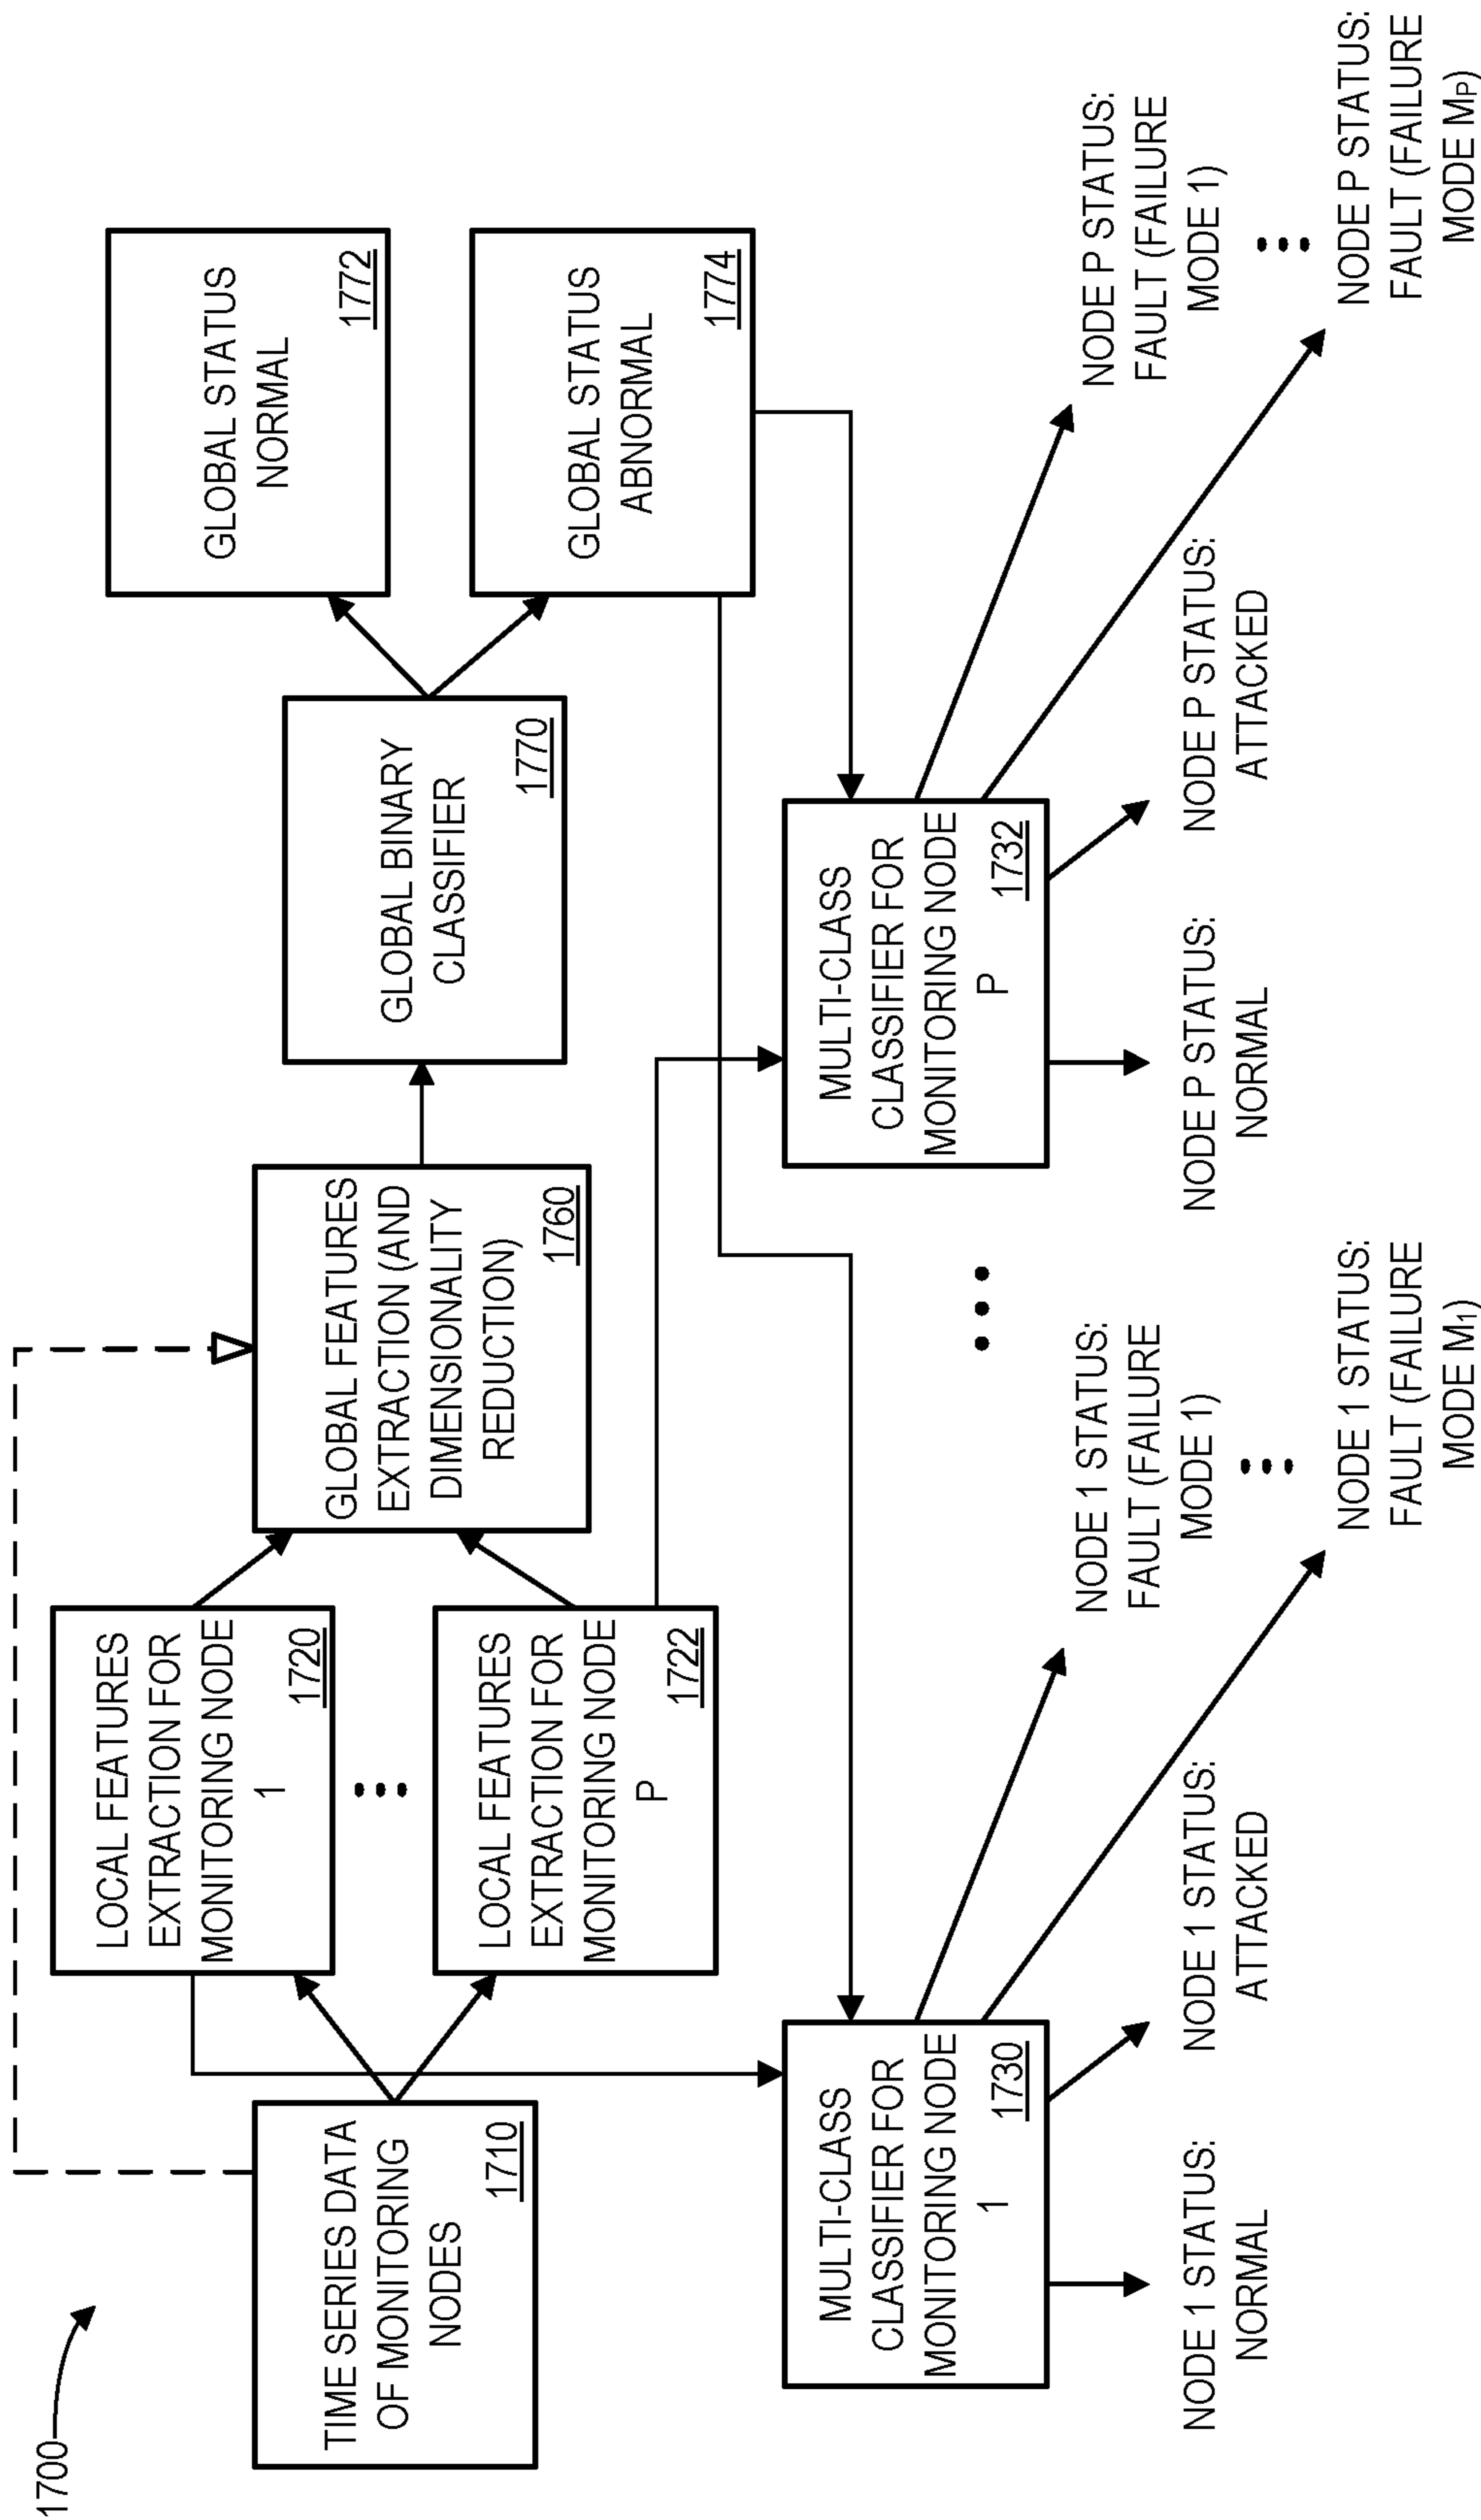 1700
TIME SERIES DATA
OF MONITORING
NODES
1710
LOCAL FEATURES
EXTRACTION FOR
MONITORING NODE
1
1720
LOCAL FEATURES
EXTRACTION FOR
MONITORING NODE
P
1722
GLOBAL FEATURES
EXTRACTION (AND
DIMENSIONALITY
REDUCTION)
1760
GLOBAL BINARY
CLASSIFIER
1770
GLOBAL STATUS
NORMAL
1772
GLOBAL STATUS
ABNORMAL
1774
MULTI-CLASS
CLASSIFIER FOR
MONITORING NODE
1
1730
MULTI-CLASS
CLASSIFIER FOR
MONITORING NODE
P
1732
NODE 1 STATUS:
NORMAL
NODE 1 STATUS:
ATTACKED
NODE 1 STATUS:
FAULT (FAILURE
MODE 1)
NODE 1 STATUS:
FAULT (FAILURE
MODE M1)
NODE P STATUS:
NORMAL
NODE P STATUS:
ATTACKED
NODE P STATUS:
FAULT (FAILURE
MODE 1)
NODE P STATUS:
FAULT (FAILURE
MODE MP)